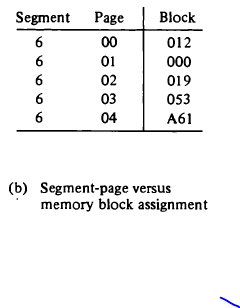 Segment Page Block
6 00 012
6 01 000
6 02 019
6 03 053
6 04 A61
(b) Segment-page versus
memory block assignment